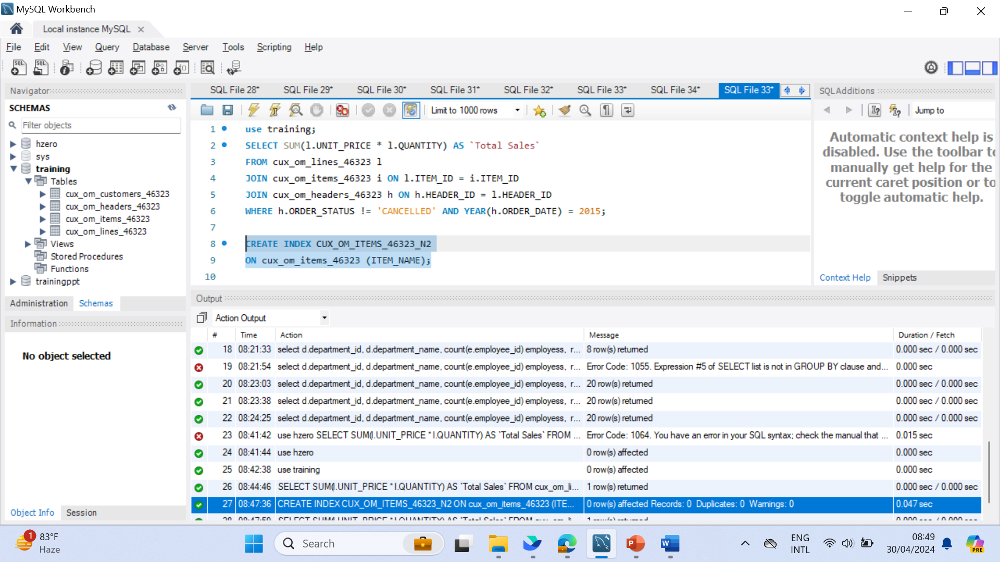 MySQL Workbench
Local instance MySQL
File Edit View Query Database Server Tools Scripting Help
Navigator
SCHEMAS
Filter objects
hzero
sys
training
Tables
cux_om_customers_46323
cux_om_headers_46323
cux_om_items_46323
cux_om_lines_46323
Views
Stored Procedures
Functions
trainingppt
Administration Schemas
Information
No object selected
Object Info Session
SQL File 28* SQL File 29* SQL File 30* SQL File 31* SQL File 32* SQL File 33* SQL File 34* SQL File 33*
Limit to 1000 rows
1 use training;
2 SELECT SUM(l.UNIT_PRICE * l.QUANTITY) AS `Total Sales`
3 FROM cux_om_lines_46323 l
4 JOIN cux_om_items_46323 i ON l.ITEM_ID = i.ITEM_ID
5 JOIN cux_om_headers_46323 h ON h.HEADER_ID = l.HEADER_ID
6 WHERE h.ORDER_STATUS != 'CANCELLED' AND YEAR(h.ORDER_DATE) = 2015;
7
8 CREATE INDEX CUX_OM_ITEMS_46323_N2
9 ON cux_om_items_46323 (ITEM_NAME);
10
SQLAdditions
Jump to
Automatic context help is
disabled. Use the toolbar to
manually get help for the
current caret position or to
toggle automatic help.
Context Help Snippets
Output
Action Output
# Time Action Message Duration / Fetch
18 08:21:33 select d.department_id, d.department_name, count(e.employee_id) employess, r... 8 row(s) returned 0.000 sec / 0.000 sec
19 08:21:54 select d.department_id, d.department_name, count(e.employee_id) employess, r... Error Code: 1055. Expression #5 of SELECT list is not in GROUP BY clause and... 0.000 sec
20 08:23:03 select d.department_id, d.department_name, count(e.employee_id) employess, r... 20 row(s) returned 0.000 sec / 0.000 sec
21 08:23:38 select d.department_id, d.department_name, count(e.employee_id) employess, r... 20 row(s) returned 0.000 sec / 0.000 sec
22 08:24:25 select d.department_id, d.department_name, count(e.employee_id) employess, r... 20 row(s) returned 0.000 sec / 0.000 sec
23 08:41:42 use hzero SELECT SUM(l.UNIT_PRICE * l.QUANTITY) AS `Total Sales` FROM ... Error Code: 1064. You have an error in your SQL syntax; check the manual that ... 0.015 sec
24 08:41:44 use hzero 0 row(s) affected 0.000 sec
25 08:42:38 use training 0 row(s) affected 0.000 sec
26 08:44:46 SELECT SUM(l.UNIT_PRICE * l.QUANTITY) AS `Total Sales` FROM cux_om_li... 1 row(s) returned 0.000 sec / 0.000 sec
27 08:47:36 CREATE INDEX CUX_OM_ITEMS_46323_N2 ON cux_om_items_46323 (ITE... 0 row(s) affected Records: 0 Duplicates: 0 Warnings: 0 0.047 sec
1
83°F
Haze
Search
ENG
INTL
08:49
30/04/2024
PRE